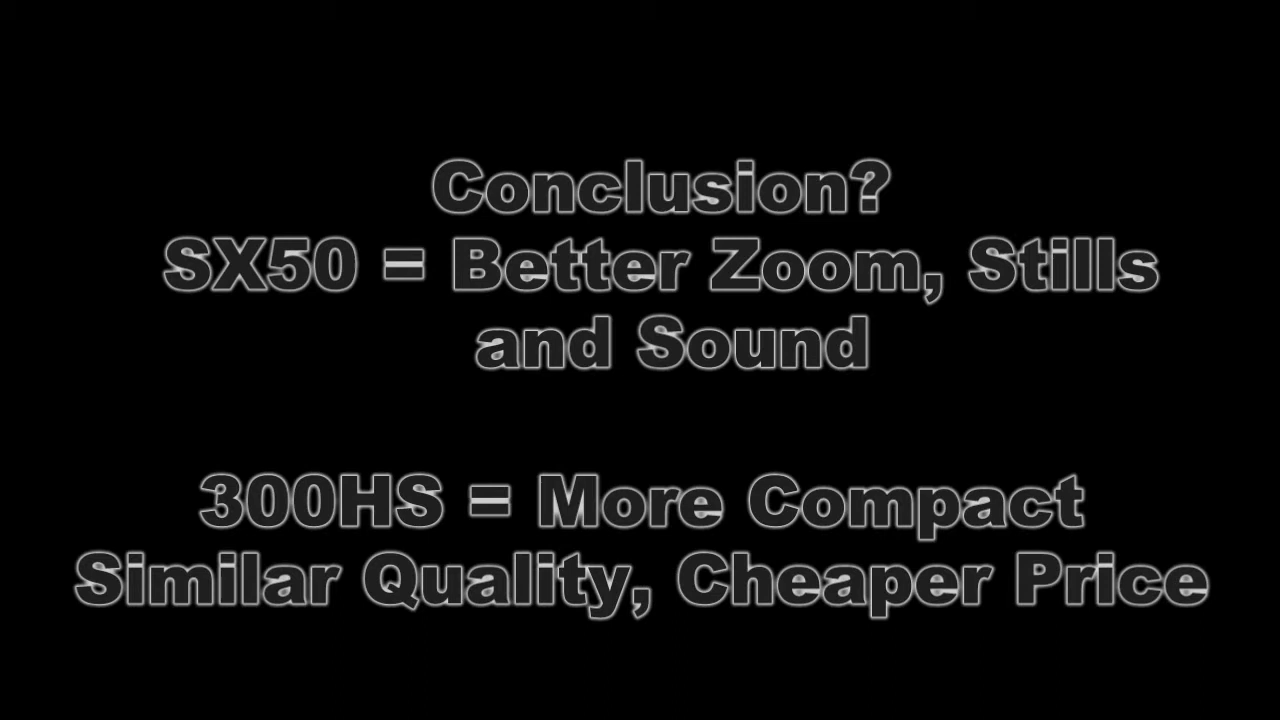 Conclusion?
SX50 = Better Zoom, Stills
and Sound
300HS = More Compact
Similar Quality, Cheaper Price